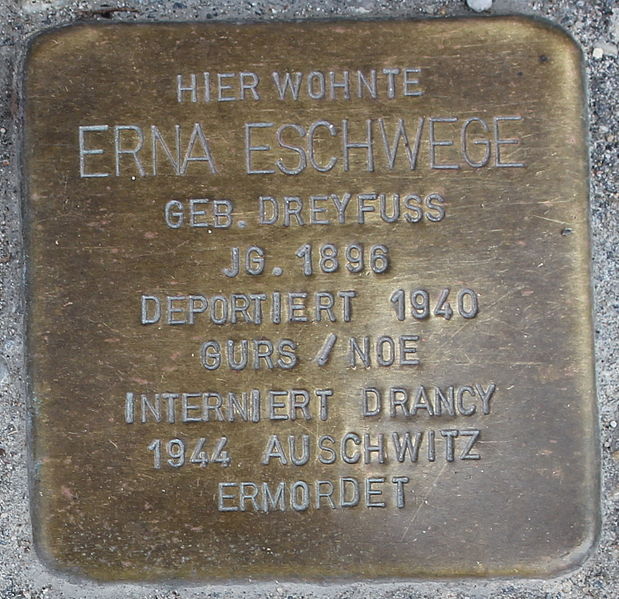 HIER WOHNTE
ERNA ESCHWEGE
GEB. DREYFUSS
JG. 1896
DEPORTIERT 1940
GURS / NOE
INTERNIERT DRANCY
1944 AUSCHWITZ
ERMORDET